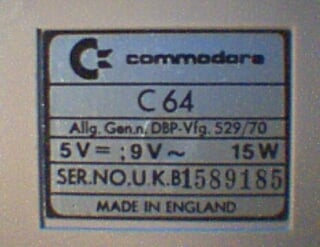 commodore
C 64
Allg. Gen.n. DBP-Vfg. 529/70
5V = ; 9V ~ 15W
SER.NO.U.K.B1589185
MADE IN ENGLAND